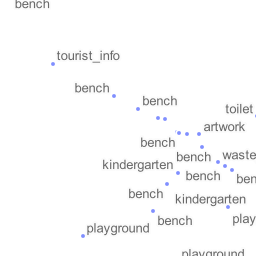 bench
tourist_info
bench
bench
toilet
artwork
bench
bench
waste
kindergarten
bench
ben
bench
kindergarten
bench
play
playground
playground